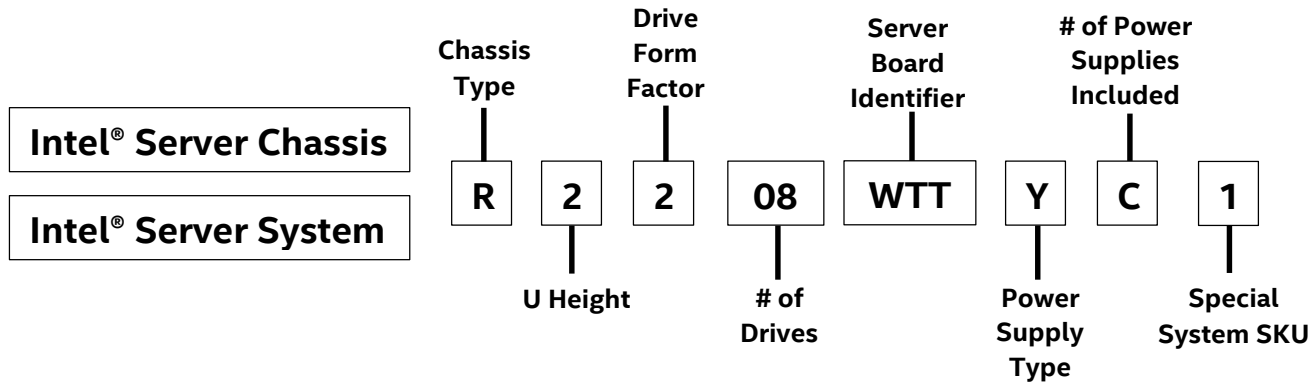 Chassis
Type
Drive
Form
Factor
Server
Board
Identifier
# of Power
Supplies
Included
Intel® Server Chassis
Intel® Server System
R 2 2 08 WTT Y C 1
U Height
# of
Drives
Power
Supply
Type
Special
System SKU